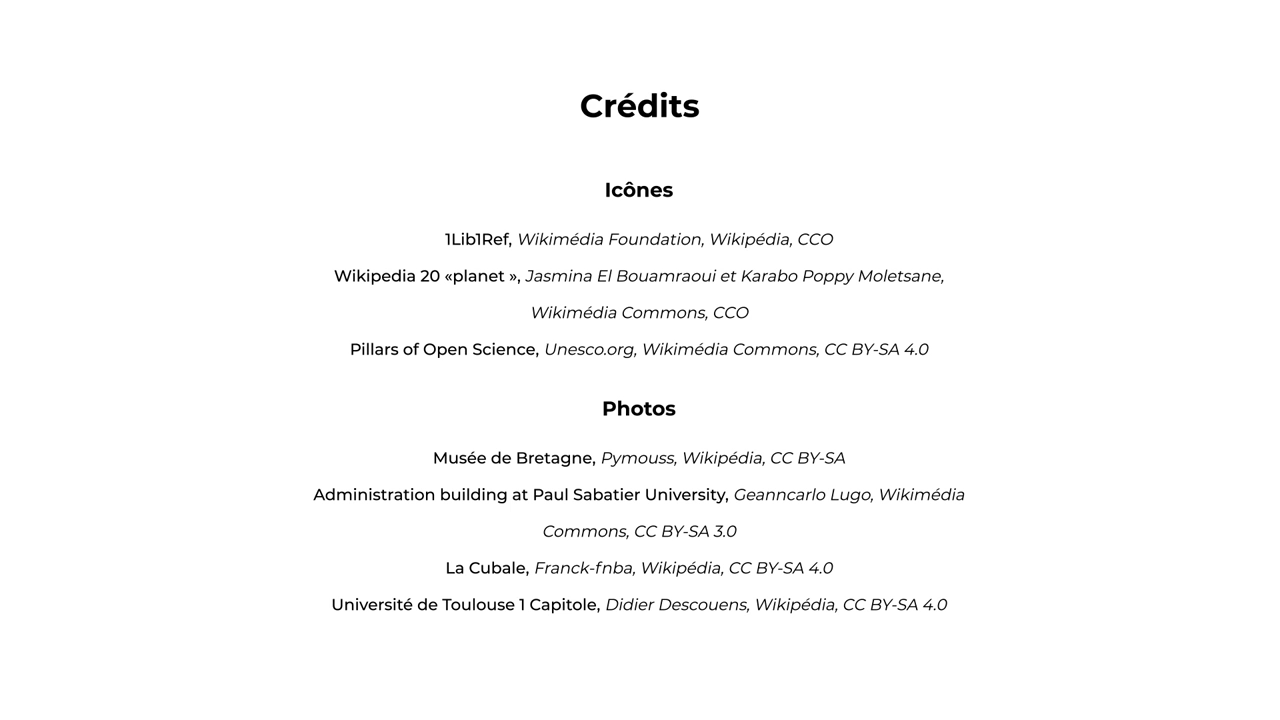 Crédits
Icônes
1Lib1Ref, Wikimédia Foundation, Wikipédia, CCO
Wikipedia 20 «planet », Jasmina El Bouamraoui et Karabo Poppy Moletsane,
Wikimédia Commons, CCO
Pillars of Open Science, Unesco.org, Wikimédia Commons, CC BY-SA 4.0
Photos
Musée de Bretagne, Pymouss, Wikipédia, CC BY-SA
Administration building at Paul Sabatier University, Geanncarlo Lugo, Wikimédia
Commons, CC BY-SA 3.0
La Cubale, Franck-fnba, Wikipédia, CC BY-SA 4.0
Université de Toulouse 1 Capitole, Didier Descouens, Wikipédia, CC BY-SA 4.0